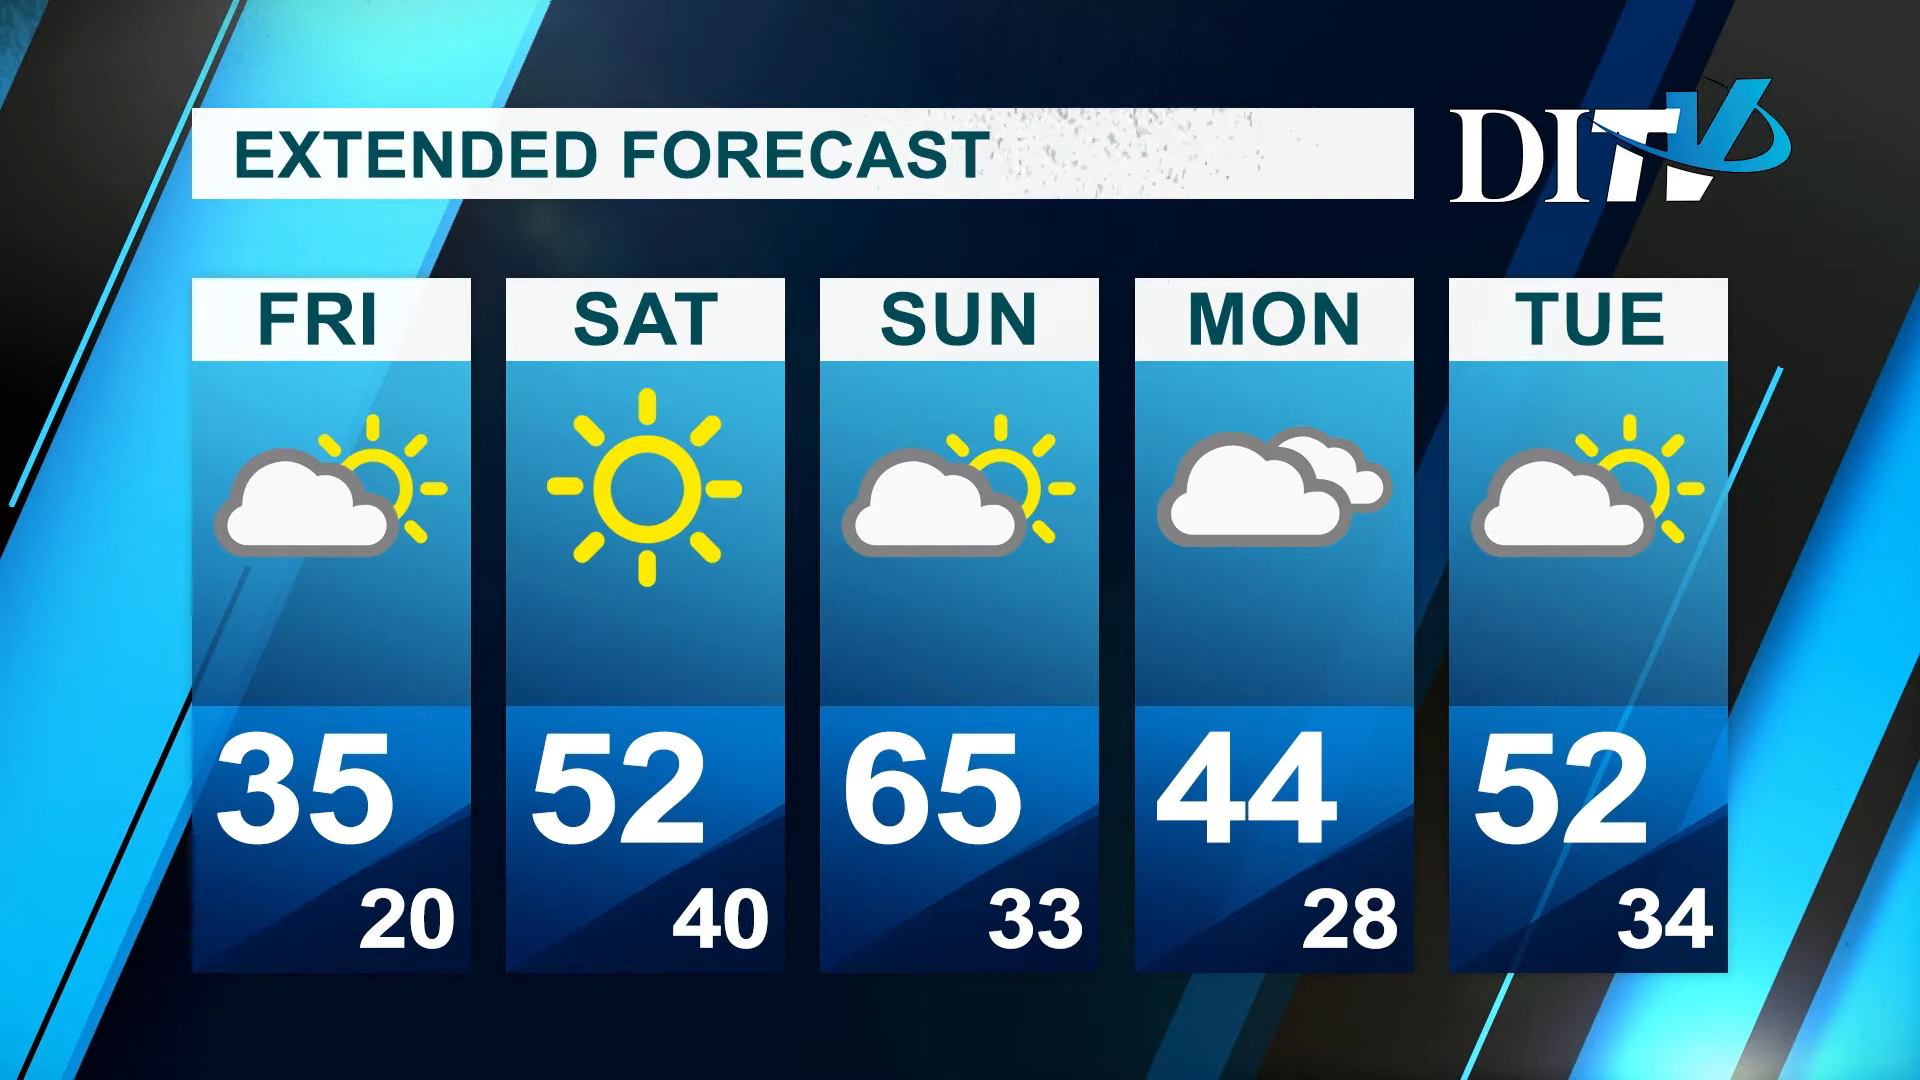 EXTENDED FORECAST
DITV
FRI
SAT
SUN
MON
TUE
35
52
65
44
52
20
40
33
28
34